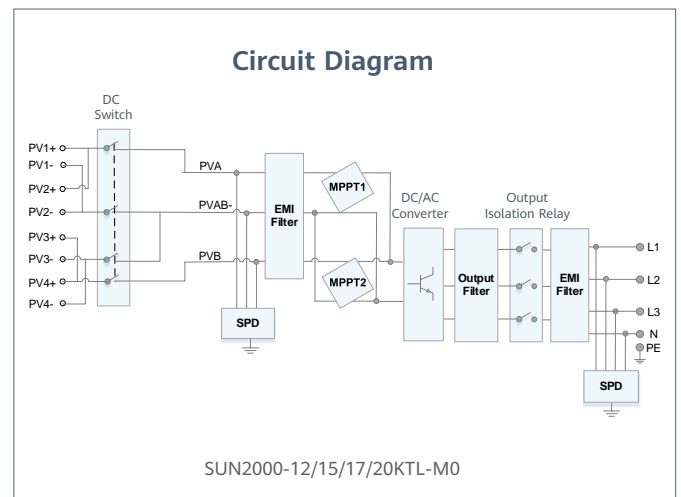 Circuit Diagram
DC
Switch
PV1+
PV1-
PV2+
PV2-
PV3+
PV3-
PV4+
PV4-
PVA
PVAB-
PVB
EMI
Filter
MPPT1
MPPT2
SPD
DC/AC
Converter
Output
Filter
Output
Isolation Relay
EMI
Filter
L1
L2
L3
N
PE
SPD
SUN2000-12/15/17/20KTL-M0